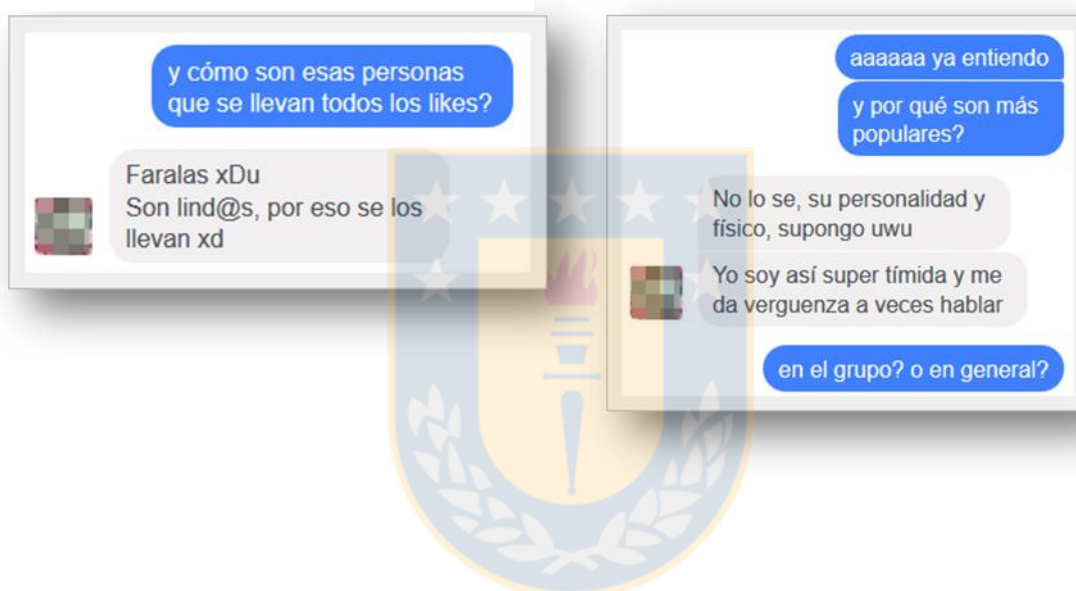 y cómo son esas personas
que se llevan todos los likes?
Faralas xDu
Son lind@s, por eso se los
llevan xd
aaaaaa ya entiendo
y por qué son más
populares?
No lo se, su personalidad y
físico, supongo uwu
Yo soy así super tímida y me
da verguenza a veces hablar
en el grupo? o en general?